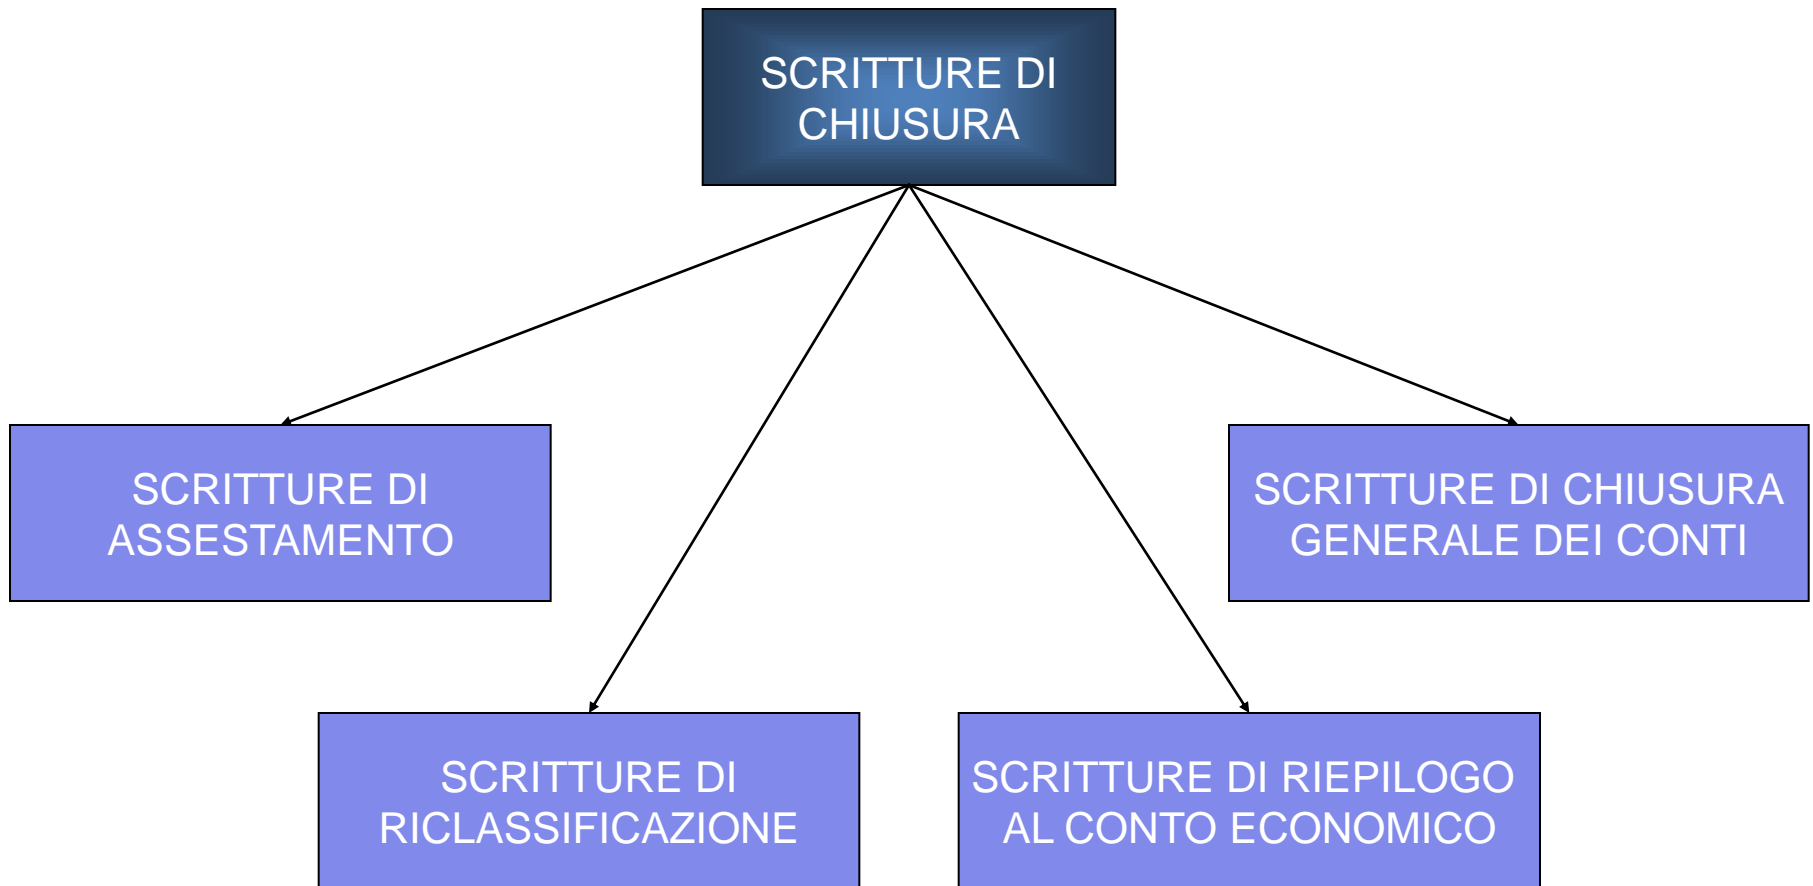 SCRITTURE DI
CHIUSURA
SCRITTURE DI
ASSESTAMENTO
SCRITTURE DI CHIUSURA
GENERALE DEI CONTI
SCRITTURE DI
RICLASSIFICAZIONE
SCRITTURE DI RIEPILOGO
AL CONTO ECONOMICO